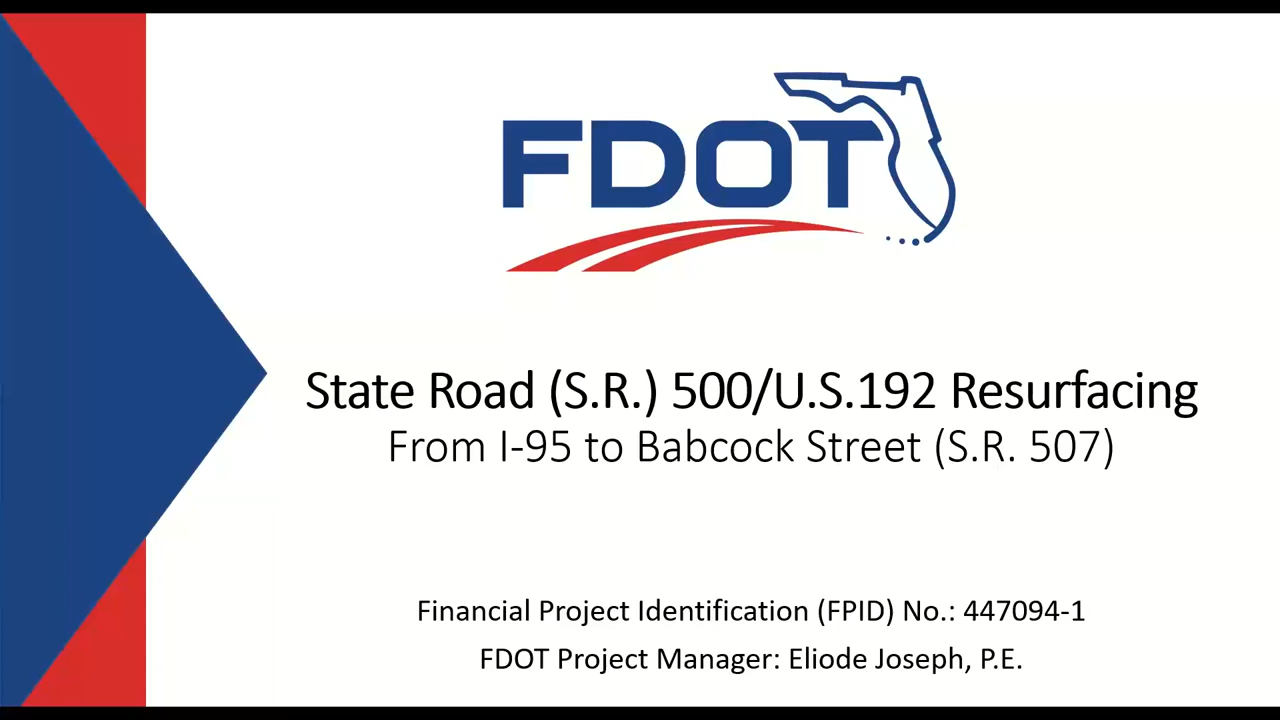 FDOT
State Road (S.R.) 500/U.S.192 Resurfacing
From I-95 to Babcock Street (S.R. 507)
Financial Project Identification (FPID) No.: 447094-1
FDOT Project Manager: Eliode Joseph, P.E.